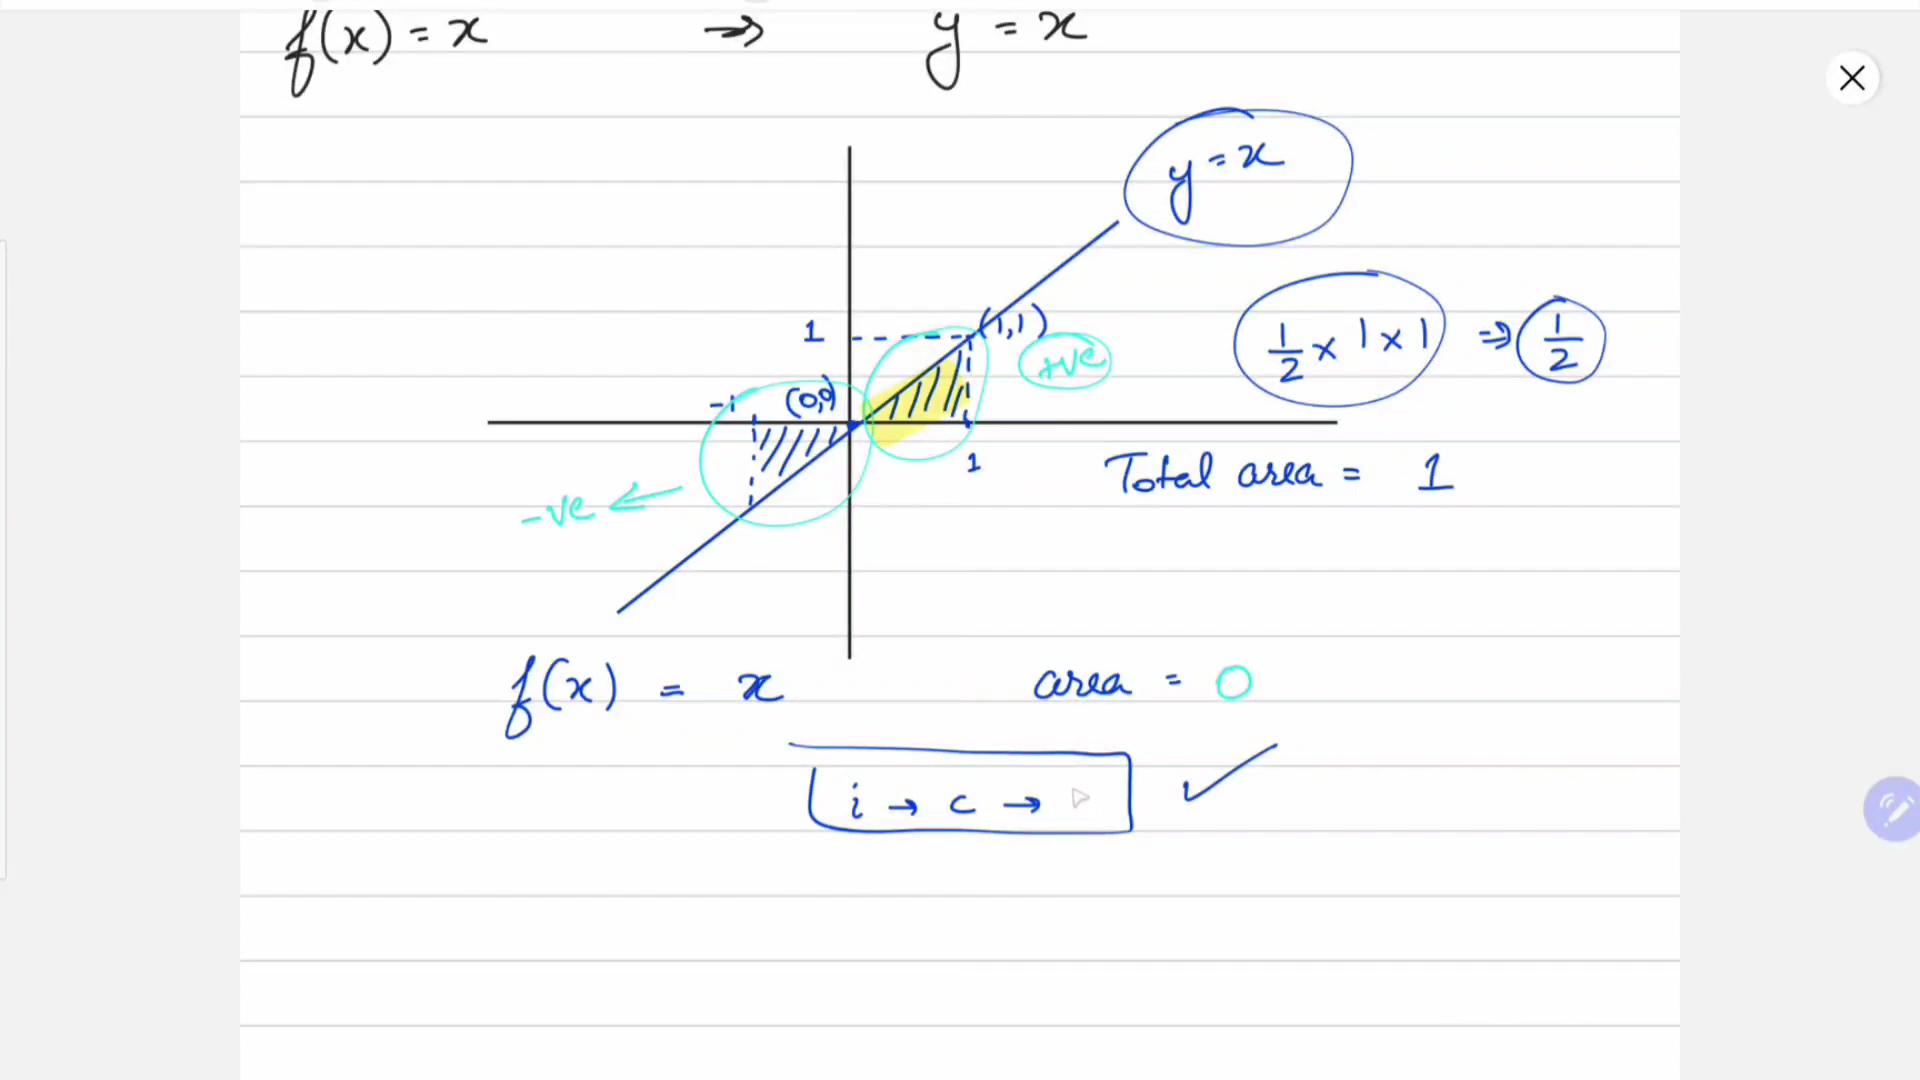 f(x) = x ⇒ y = x
y = x
1 (1,1)
1/2 × 1 × 1 ⇒ 1/2
+ve
-1 (0,0)
1
Total area = 1
-ve ←
f(x) = x area = 0
i → c →